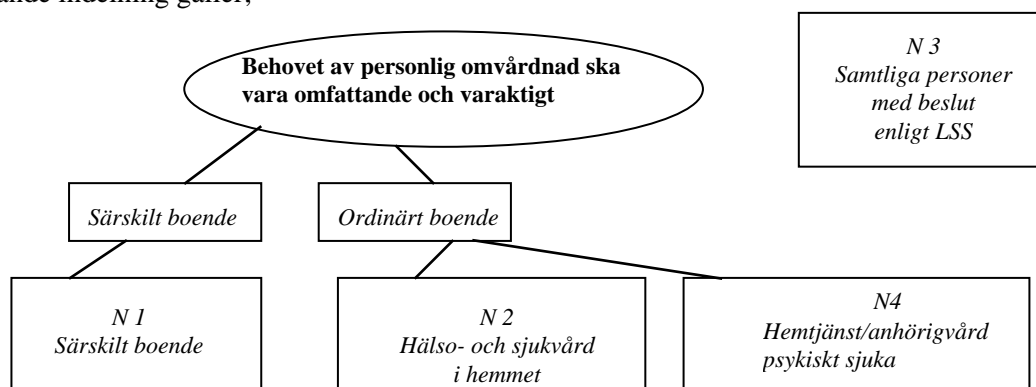 indelning gäller,
Behovet av personlig omvårdnad ska
vara omfattande och varaktigt
N 3
Samtliga personer
med beslut
enligt LSS
Särskilt boende
Ordinärt boende
N 1
Särskilt boende
N 2
Hälso- och sjukvård
i hemmet
N4
Hemtjänst/anhörigvård
psykiskt sjuka